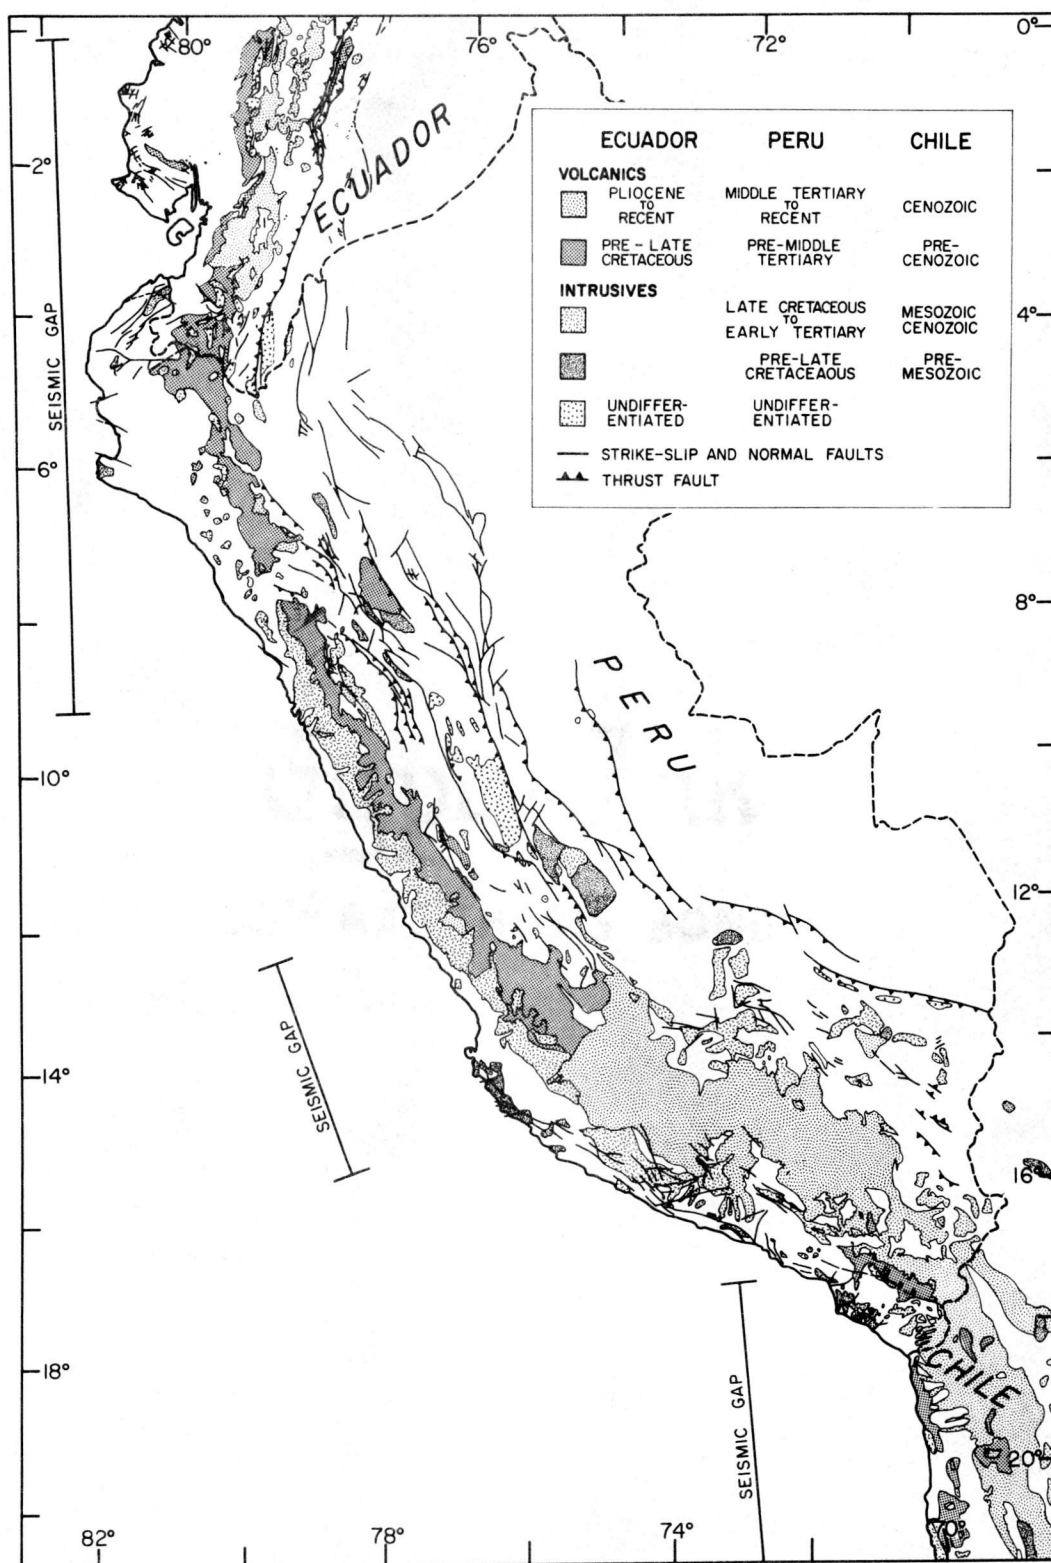 80°
76°
72°
0°
2°
4°
6°
8°
10°
12°
14°
16°
18°
20°
82°
78°
74°
70°
ECUADOR
PERU
CHILE
SEISMIC GAP
SEISMIC GAP
SEISMIC GAP
ECUADOR PERU CHILE
VOLCANICS
PLIOCENE TO RECENT
MIDDLE TERTIARY TO RECENT
CENOZOIC
PRE-LATE CRETACEOUS
PRE-MIDDLE TERTIARY
PRE-CENOZOIC
INTRUSIVES
LATE CRETACEOUS TO EARLY TERTIARY
MESOZOIC CENOZOIC
PRE-LATE CRETACEAOUS
PRE-MESOZOIC
UNDIFFER-ENTIATED
UNDIFFER-ENTIATED
STRIKE-SLIP AND NORMAL FAULTS
THRUST FAULT